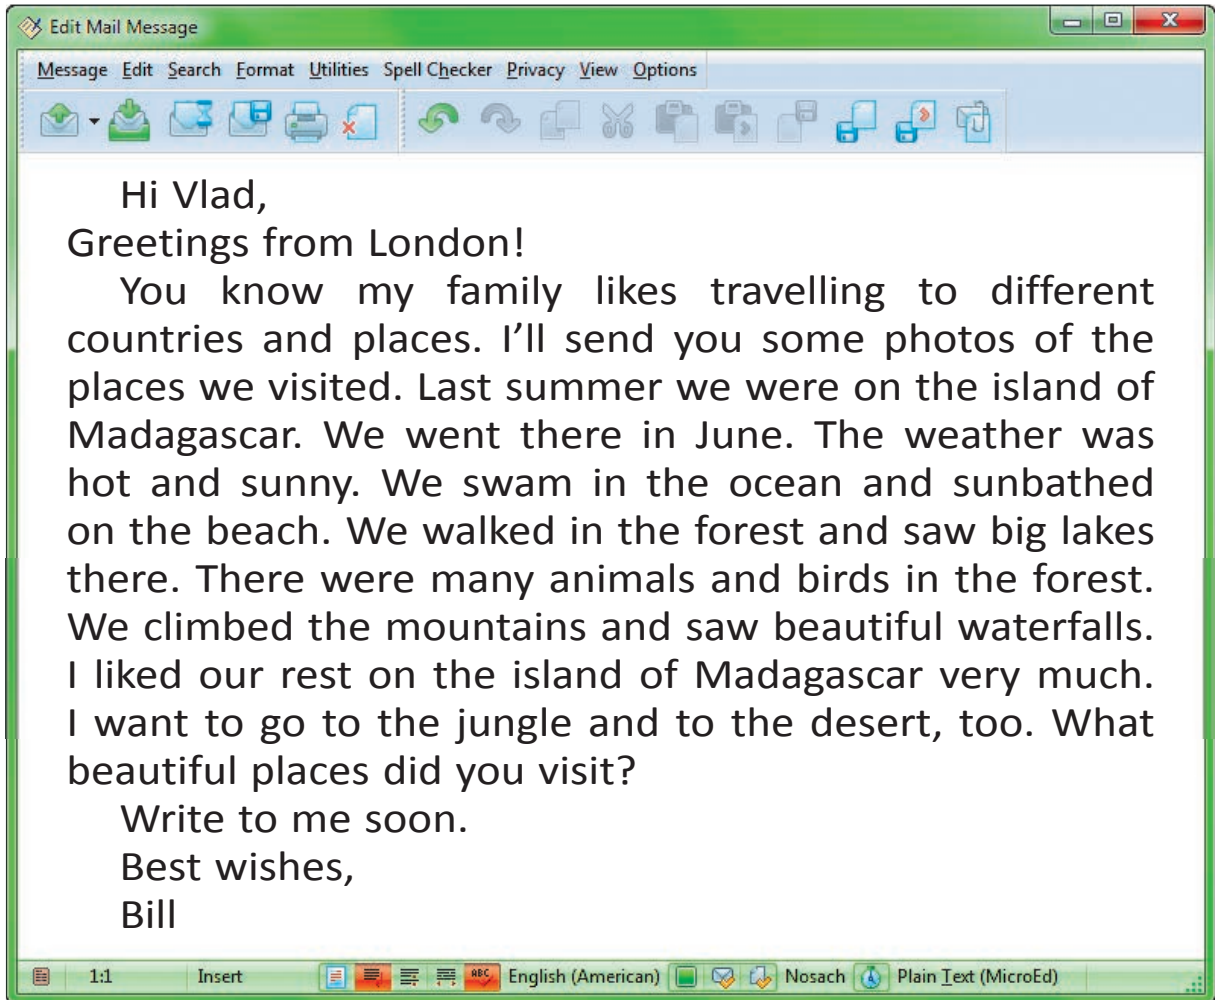 Edit Mail Message
Message Edit Search Format Utilities Spell Checker Privacy View Options
Hi Vlad,
Greetings from London!
You know my family likes travelling to different
countries and places. I’ll send you some photos of the
places we visited. Last summer we were on the island of
Madagascar. We went there in June. The weather was
hot and sunny. We swam in the ocean and sunbathed
on the beach. We walked in the forest and saw big lakes
there. There were many animals and birds in the forest.
We climbed the mountains and saw beautiful waterfalls.
I liked our rest on the island of Madagascar very much.
I want to go to the jungle and to the desert, too. What
beautiful places did you visit?
Write to me soon.
Best wishes,
Bill
1:1 Insert ABC English (American) Nosach Plain Text (MicroEd)